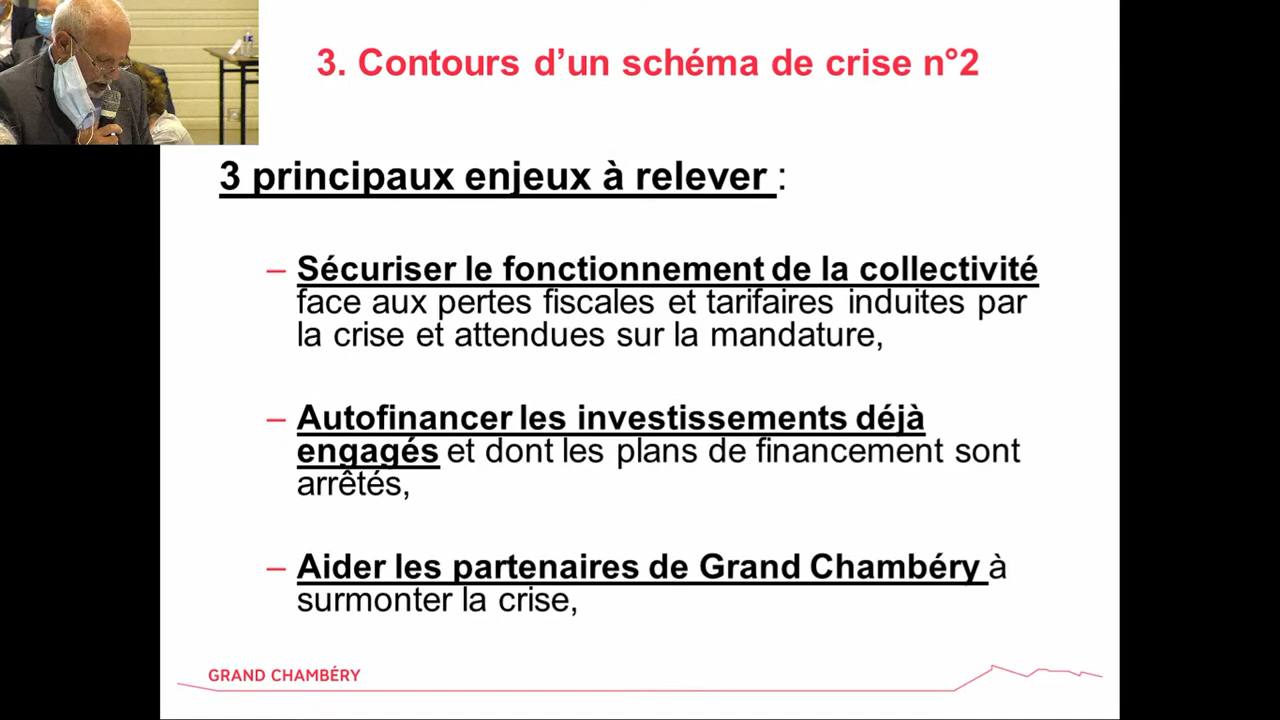 3. Contours d’un schéma de crise n°2
3 principaux enjeux à relever :
– Sécuriser le fonctionnement de la collectivité
face aux pertes fiscales et tarifaires induites par
la crise et attendues sur la mandature,
– Autofinancer les investissements déjà
engagés et dont les plans de financement sont
arrêtés,
– Aider les partenaires de Grand Chambéry à
surmonter la crise,
GRAND CHAMBÉRY